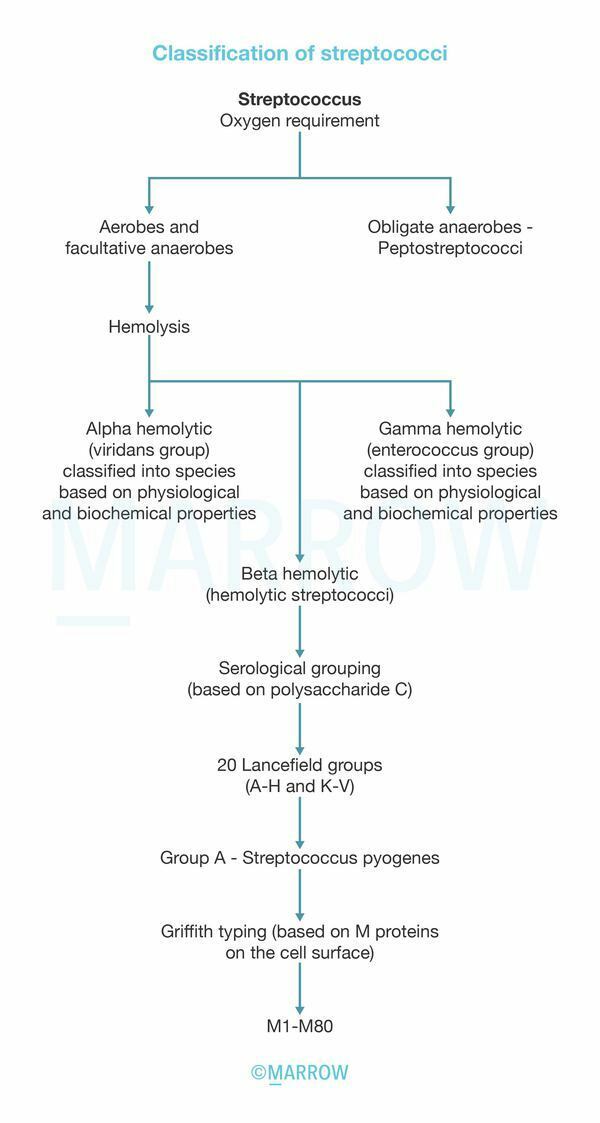 Classification of streptococci
Streptococcus
Oxygen requirement
Aerobes and
facultative anaerobes
Obligate anaerobes -
Peptostreptococci
Hemolysis
Alpha hemolytic
(viridans group)
classified into species
based on physiological
and biochemical properties
Gamma hemolytic
(enterococcus group)
classified into species
based on physiological
and biochemical properties
MARROW
Beta hemolytic
(hemolytic streptococci)
Serological grouping
(based on polysaccharide C)
20 Lancefield groups
(A-H and K-V)
Group A - Streptococcus pyogenes
Griffith typing (based on M proteins
on the cell surface)
M1-M80
©MARROW